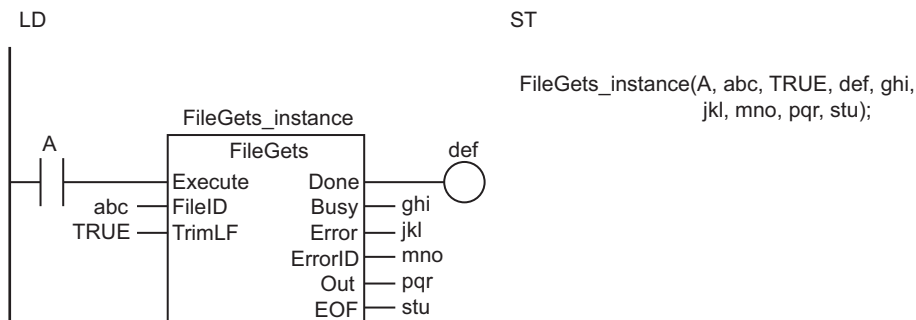 LD
ST
FileGets_instance(A, abc, TRUE, def, ghi,
jkl, mno, pqr, stu);
FileGets_instance
A
FileGets
def
Execute Done
abc FileID Busy ghi
TRUE TrimLF Error jkl
ErrorID mno
Out pqr
EOF stu